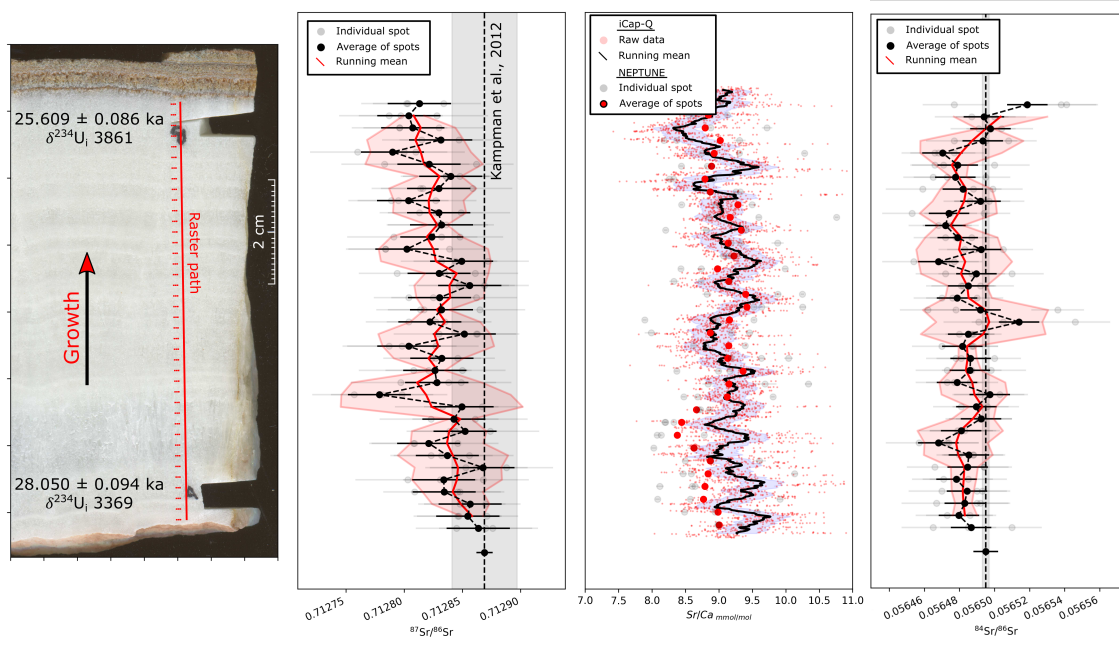 25.609 ± 0.086 ka
δ²³⁴Uᵢ 3861
Growth
Raster path
2 cm
28.050 ± 0.094 ka
δ²³⁴Uᵢ 3369
Individual spot
Average of spots
Running mean
Kampman et al., 2012
0.71275
0.71280
0.71285
0.71290
⁸⁷Sr/⁸⁶Sr
iCap-Q
Raw data
Running mean
NEPTUNE
Individual spot
Average of spots
7.0 7.5 8.0 8.5 9.0 9.5 10.0 10.5 11.0
Sr/Ca mmol/mol
Individual spot
Average of spots
Running mean
0.05646
0.05648
0.05650
0.05652
0.05654
0.05656
⁸⁴Sr/⁸⁶Sr